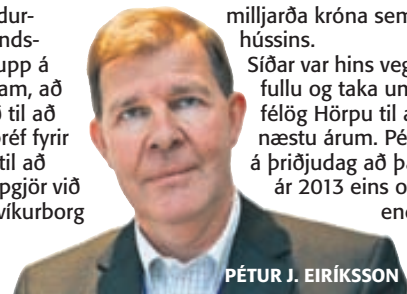 dur-
nds-
upp á
am, að
ð til að
réf fyrir
til að
pgjör við
víkurborg
milljarða króna sem
hússins.
Síðar var hins veg
fullu og taka un
félög Hörpu til a
næstu árum. Pé
á þriðjudag að þa
ár 2013 eins o
end
PÉTUR J. EIRÍKSSON